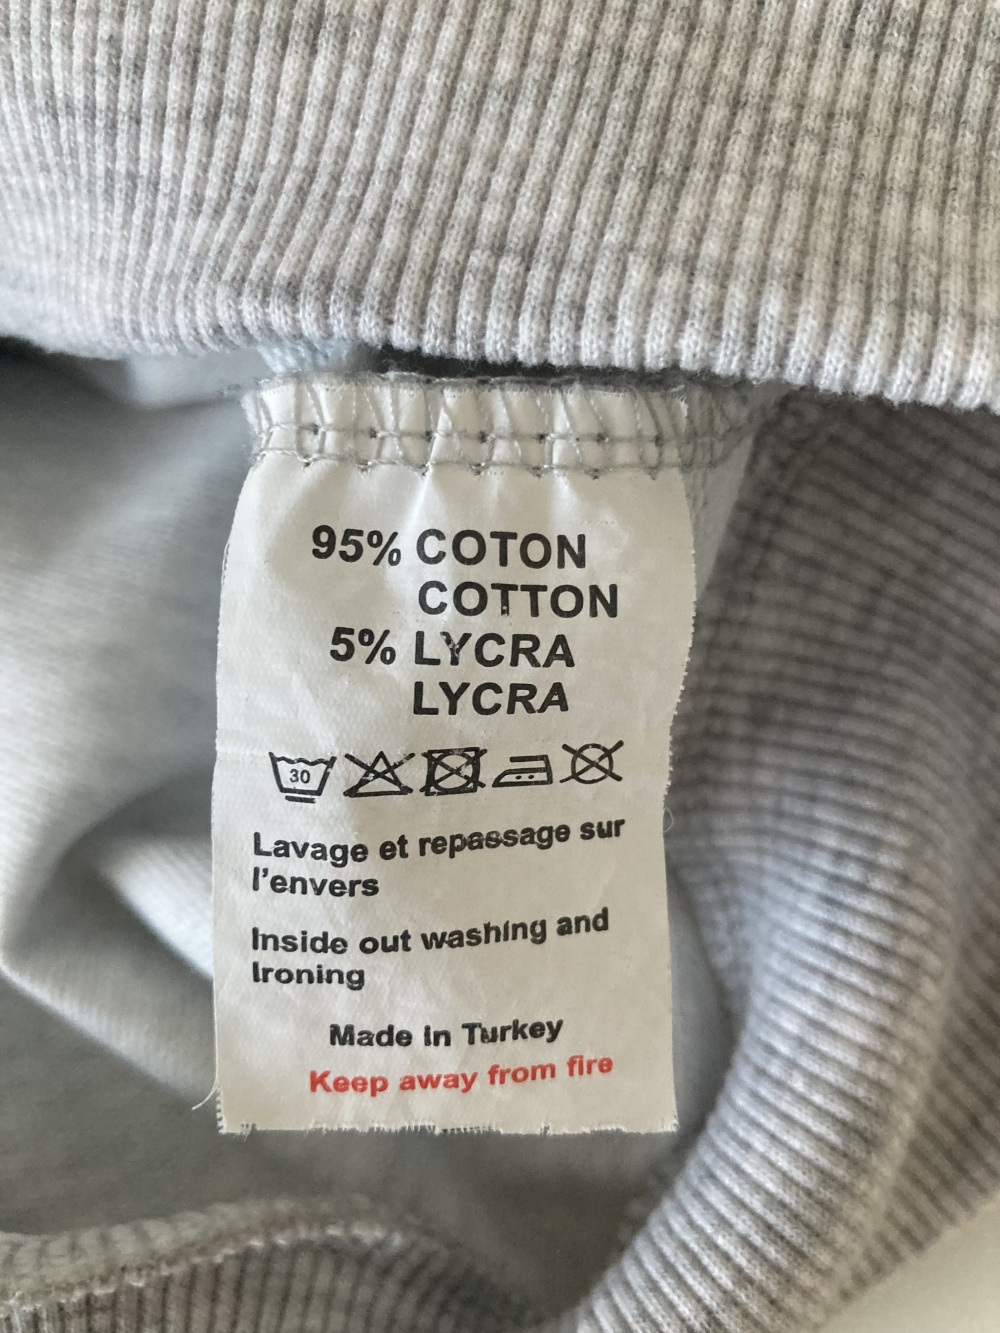 95% COTON
COTTON
5% LYCRA
LYCRA
30
Lavage et repassage sur
l'envers
Inside out washing and
Ironing
Made in Turkey
Keep away from fire